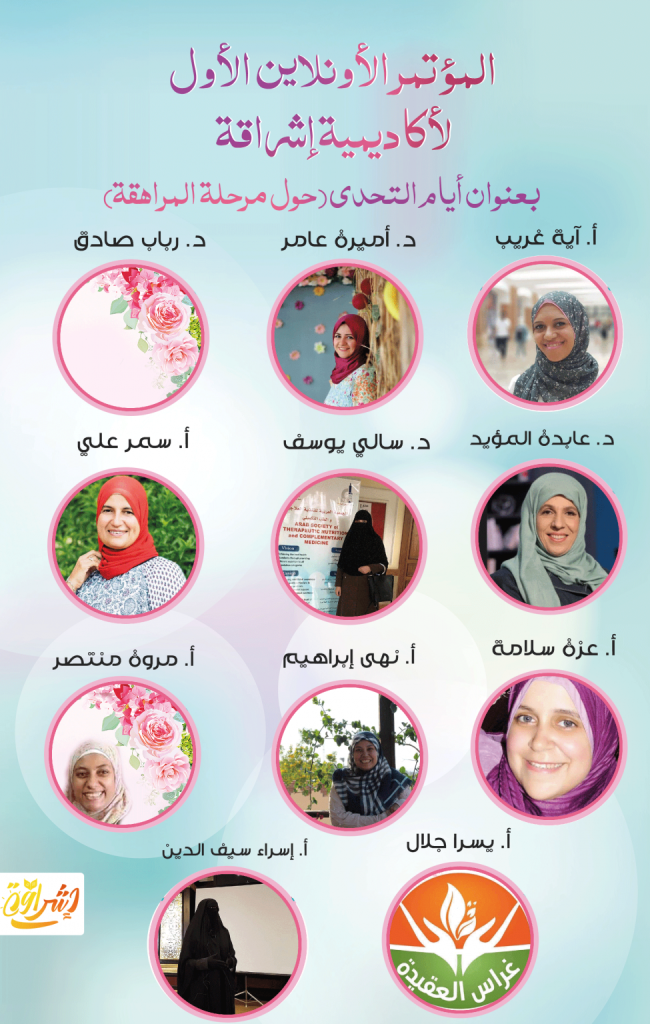 المؤتمر الأونلاين الأول
لأكاديمية إشراقة
بعنوان أيام التحدى (حول مرحلة المراهقة)
أ. آية غريب
د. أميرة عامر
د. رباب صادق
د. عابدة المؤيد
د. سالي يوسف
أ. سمر علي
ARAB SOCIETY of
THERAPEUTIC NUTRITION
and COMPLEMENTARY
MEDICINE
أ. عزة سلامة
أ. نهى إبراهيم
أ. مروة منتصر
أ. يسرا جلال
أ. إسراء سيف الدين
غراس العقيدة
إشراقة